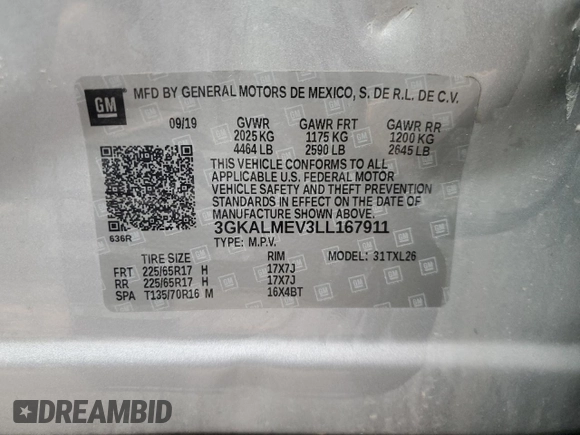 GM
MFD BY GENERAL MOTORS DE MEXICO, S. DE R.L. DE C.V.
09/19 GVWR GAWR FRT GAWR RR
2025 KG 1175 KG 1200 KG
4464 LB 2590 LB 2645 LB
THIS VEHICLE CONFORMS TO ALL
APPLICABLE U.S. FEDERAL MOTOR
VEHICLE SAFETY AND THEFT PREVENTION
STANDARDS IN EFFECT ON THE DATE OF
MANUFACTURE SHOWN ABOVE.
636R 3GKALMEV3LL167911
TYPE: M.P.V.
TIRE SIZE RIM MODEL: 31TXL26
FRT 225/65R17 H 17X7J
RR 225/65R17 H 17X7J
SPA T135/70R16 M 16X4BT
DREAMBID